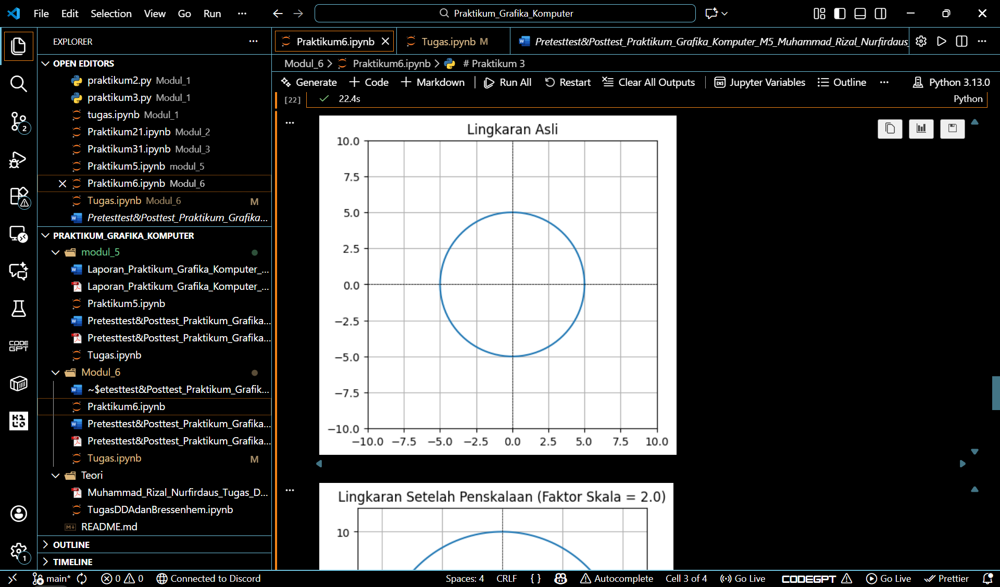 File Edit Selection View Go Run ...
Praktikum_Grafika_Komputer
EXPLORER
Praktikum6.ipynb
Tugas.ipynb M
Pretesttest&Posttest_Praktikum_Grafika_Komputer_M5_Muhammad_Rizal_Nurfirdaus_
Modul_6 > Praktikum6.ipynb > # Praktikum 3
Generate + Code + Markdown | Run All Restart Clear All Outputs | Jupyter Variables Outline ... Python 3.13.0
[22] 22.4s Python
OPEN EDITORS
praktikum2.py Modul_1
praktikum3.py Modul_1
tugas.ipynb Modul_1
Praktikum21.ipynb Modul_2
Praktikum31.ipynb Modul_3
Praktikum5.ipynb modul_5
Praktikum6.ipynb Modul_6
Tugas.ipynb Modul_6 M
Pretesttest&Posttest_Praktikum_Grafika...
PRAKTIKUM_GRAFIKA_KOMPUTER
modul_5
Laporan_Praktikum_Grafika_Komputer_...
Laporan_Praktikum_Grafika_Komputer_...
Praktikum5.ipynb
Pretesttest&Posttest_Praktikum_Grafika...
Pretesttest&Posttest_Praktikum_Grafika...
Tugas.ipynb
Modul_6
~$etesttest&Posttest_Praktikum_Grafik...
Praktikum6.ipynb
Pretesttest&Posttest_Praktikum_Grafika...
Pretesttest&Posttest_Praktikum_Grafika...
Tugas.ipynb M
Teori
Muhammad_Rizal_Nurfirdaus_Tugas_D...
TugasDDAdanBressenhem.ipynb
README.md
OUTLINE
TIMELINE
2
CODE
GPT
1
Lingkaran Asli
10.0
7.5
5.0
2.5
0.0
−2.5
−5.0
−7.5
−10.0
−10.0 −7.5 −5.0 −2.5 0.0 2.5 5.0 7.5 10.0
Lingkaran Setelah Penskalaan (Faktor Skala = 2.0)
10
main* 0 0 Connected to Discord Spaces: 4 CRLF { } Autocomplete Cell 3 of 4 Go Live CODEGPT Go Live Prettier